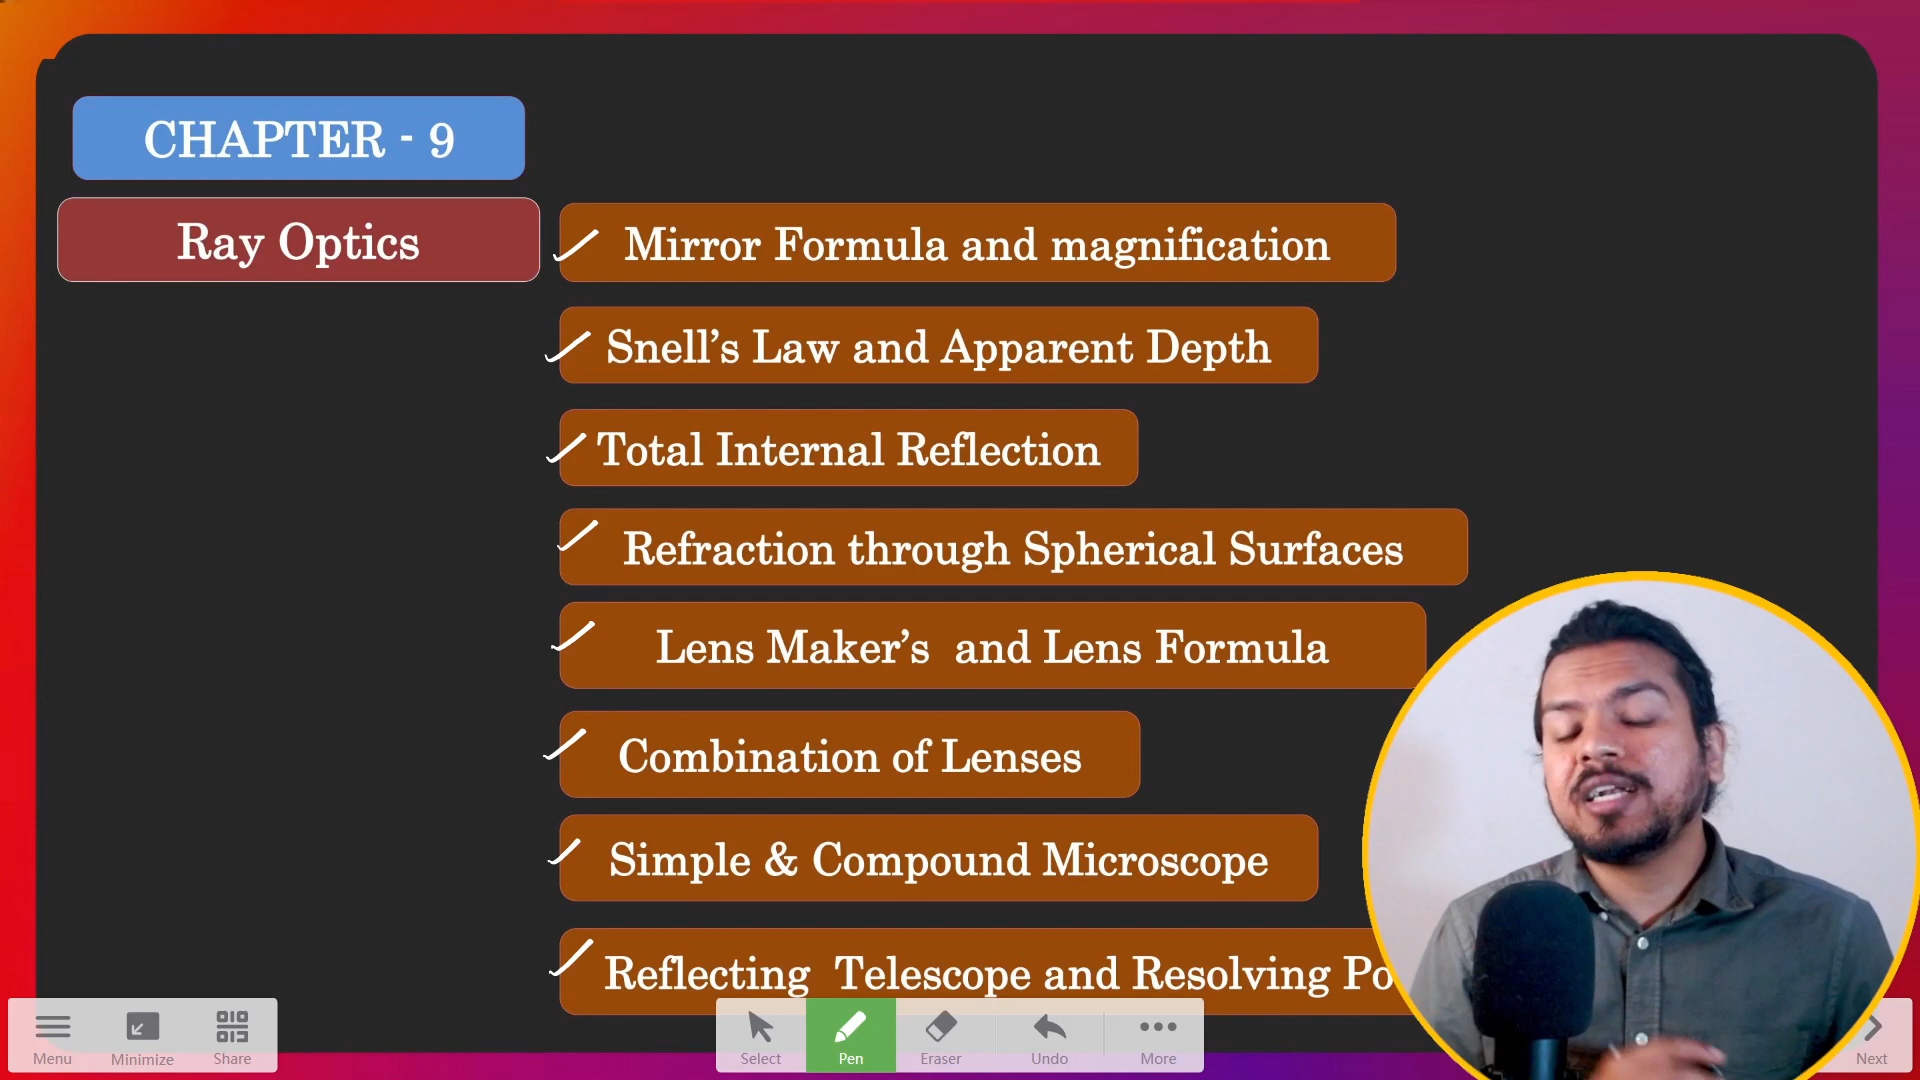 CHAPTER - 9
Ray Optics
Mirror Formula and magnification
Snell’s Law and Apparent Depth
Total Internal Reflection
Refraction through Spherical Surfaces
Lens Maker’s and Lens Formula
Combination of Lenses
Simple & Compound Microscope
Reflecting Telescope and Resolving
Menu Minimize Share Select Pen Eraser Undo More Next